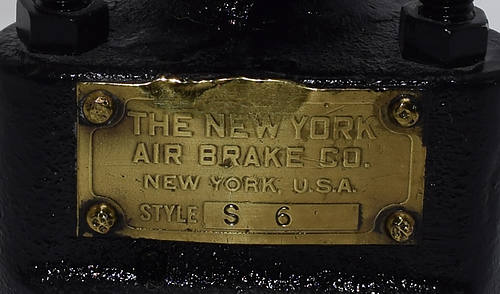 THE NEW YORK
AIR BRAKE CO.
NEW YORK, U.S.A.
STYLE S 6